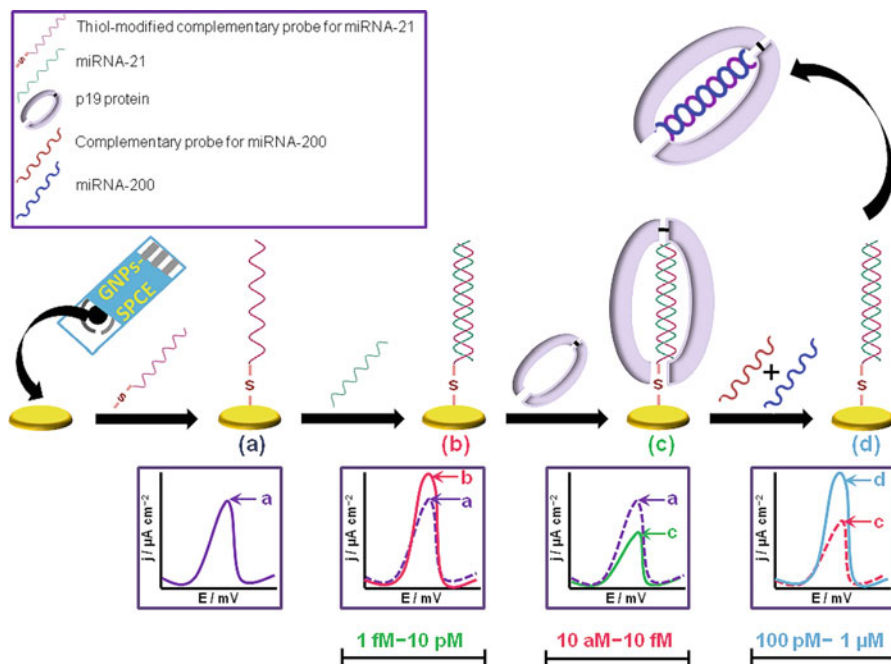 Thiol-modified complementary probe for miRNA-21
miRNA-21
p19 protein
Complementary probe for miRNA-200
miRNA-200
S
GNPs-
SPCE
S
S
S
S
+
S
(a)
(b)
(c)
(d)
j / µA cm⁻²
a
E / mV
j / µA cm⁻²
b
a
E / mV
j / µA cm⁻²
a
c
E / mV
j / µA cm⁻²
d
c
E / mV
1 fM–10 pM
10 aM–10 fM
100 pM– 1 µM